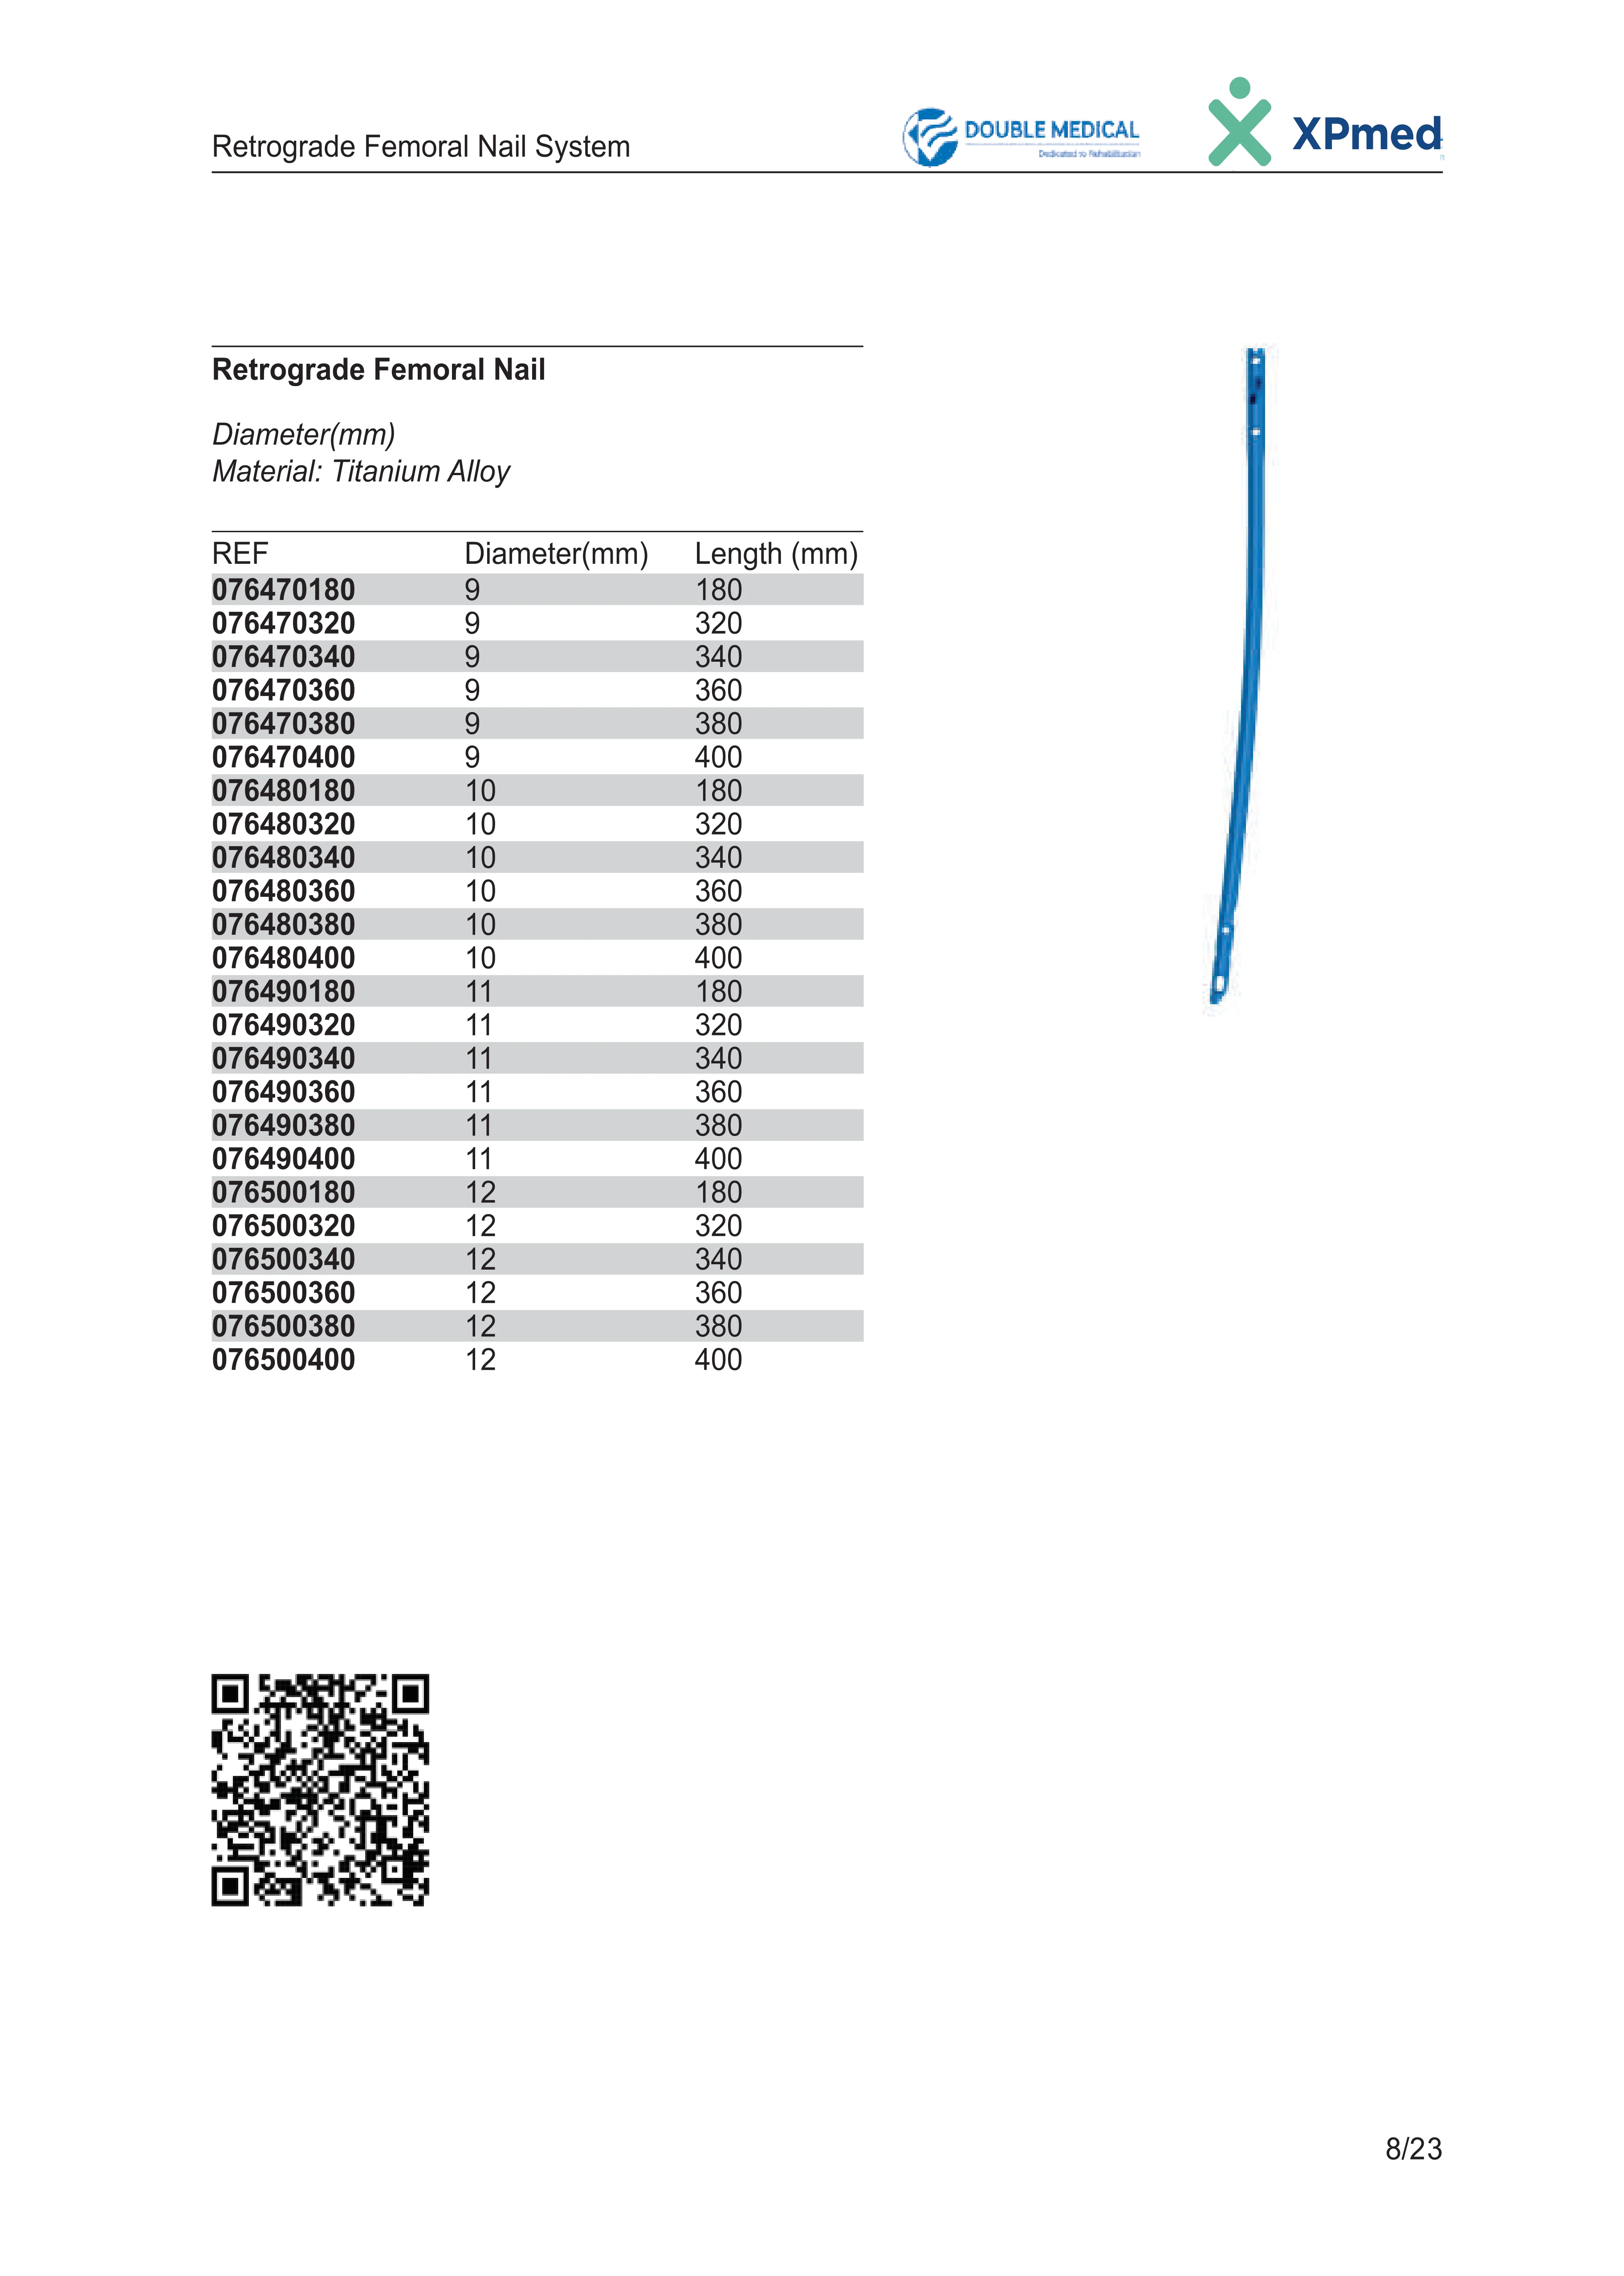 Retrograde Femoral Nail System
DOUBLE MEDICAL
Dedicated to Rehabilitation
XPmed
Retrograde Femoral Nail
Diameter(mm)
Material: Titanium Alloy
REF Diameter(mm) Length (mm)
076470180 9 180
076470320 9 320
076470340 9 340
076470360 9 360
076470380 9 380
076470400 9 400
076480180 10 180
076480320 10 320
076480340 10 340
076480360 10 360
076480380 10 380
076480400 10 400
076490180 11 180
076490320 11 320
076490340 11 340
076490360 11 360
076490380 11 380
076490400 11 400
076500180 12 180
076500320 12 320
076500340 12 340
076500360 12 360
076500380 12 380
076500400 12 400
8/23